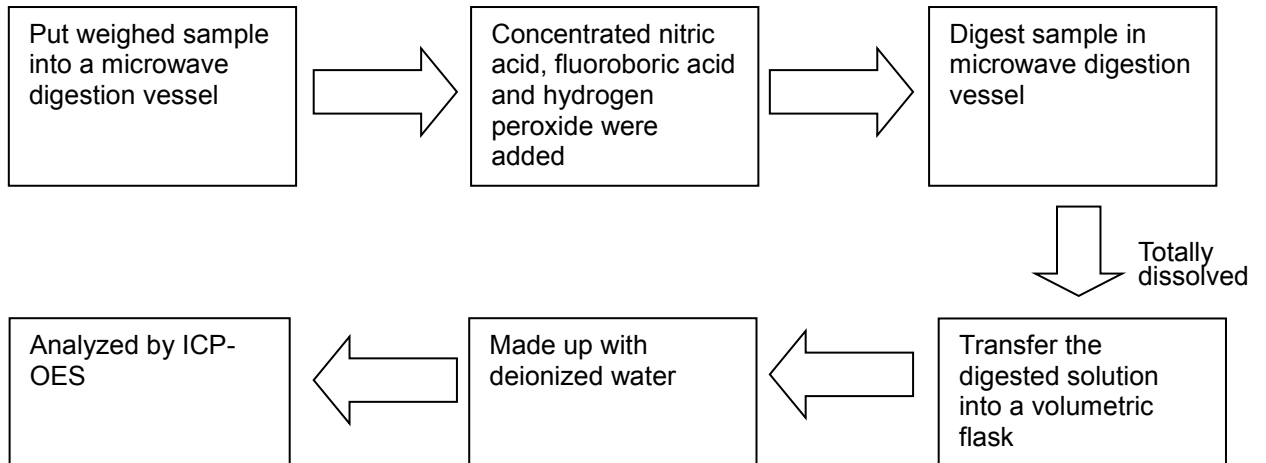 Put weighed sample
into a microwave
digestion vessel
Concentrated nitric
acid, fluoroboric acid
and hydrogen
peroxide were
added
Digest sample in
microwave digestion
vessel
Totally
dissolved
Transfer the
digested solution
into a volumetric
flask
Made up with
deionized water
Analyzed by ICP-
OES